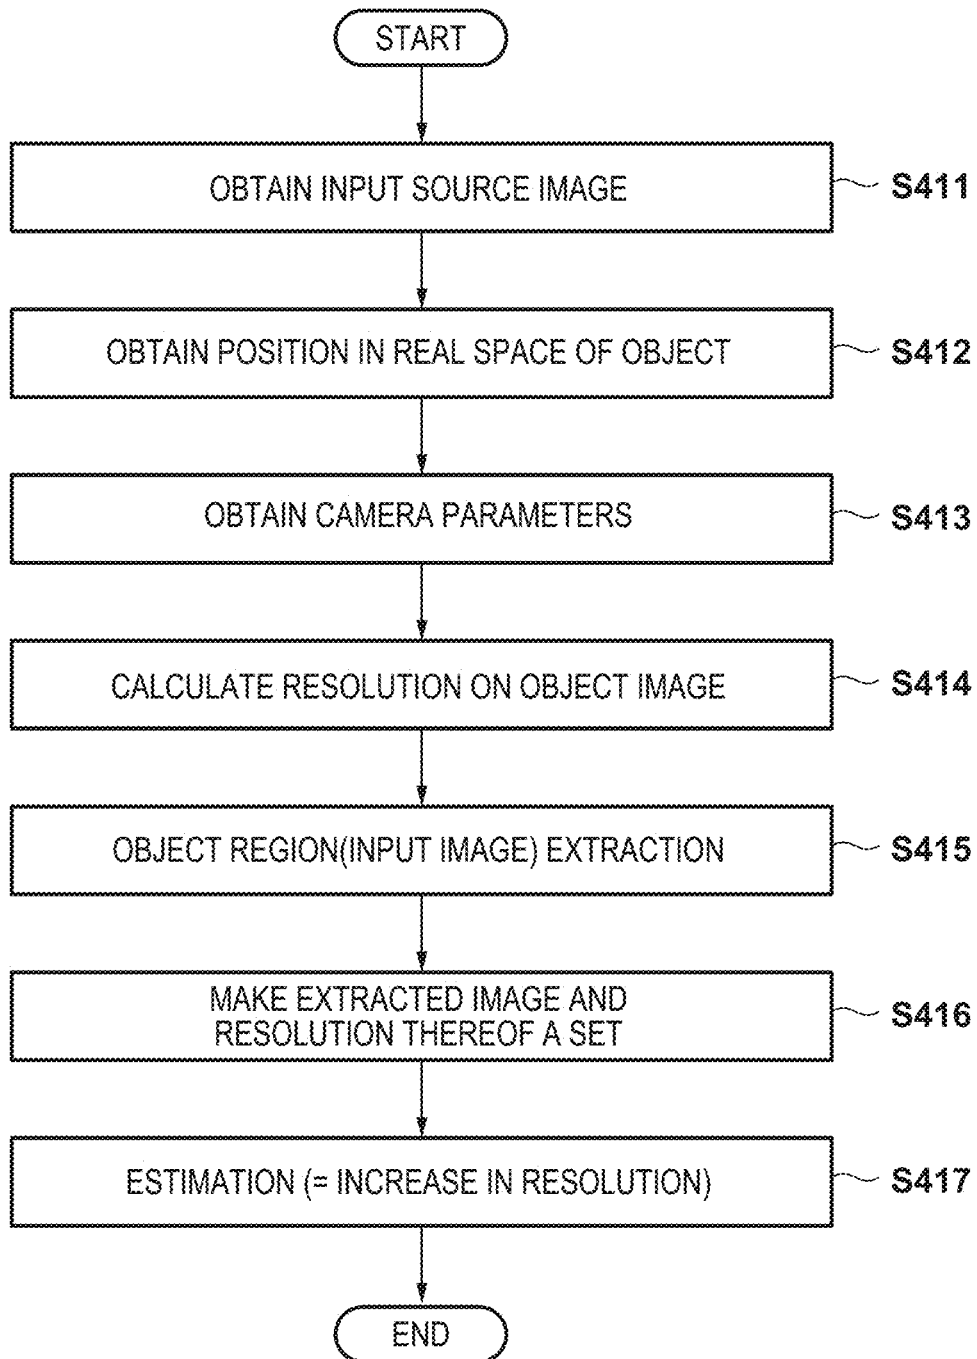 START
OBTAIN INPUT SOURCE IMAGE
S411
OBTAIN POSITION IN REAL SPACE OF OBJECT
S412
OBTAIN CAMERA PARAMETERS
S413
CALCULATE RESOLUTION ON OBJECT IMAGE
S414
OBJECT REGION(INPUT IMAGE) EXTRACTION
S415
MAKE EXTRACTED IMAGE AND
RESOLUTION THEREOF A SET
S416
ESTIMATION (= INCREASE IN RESOLUTION)
S417
END